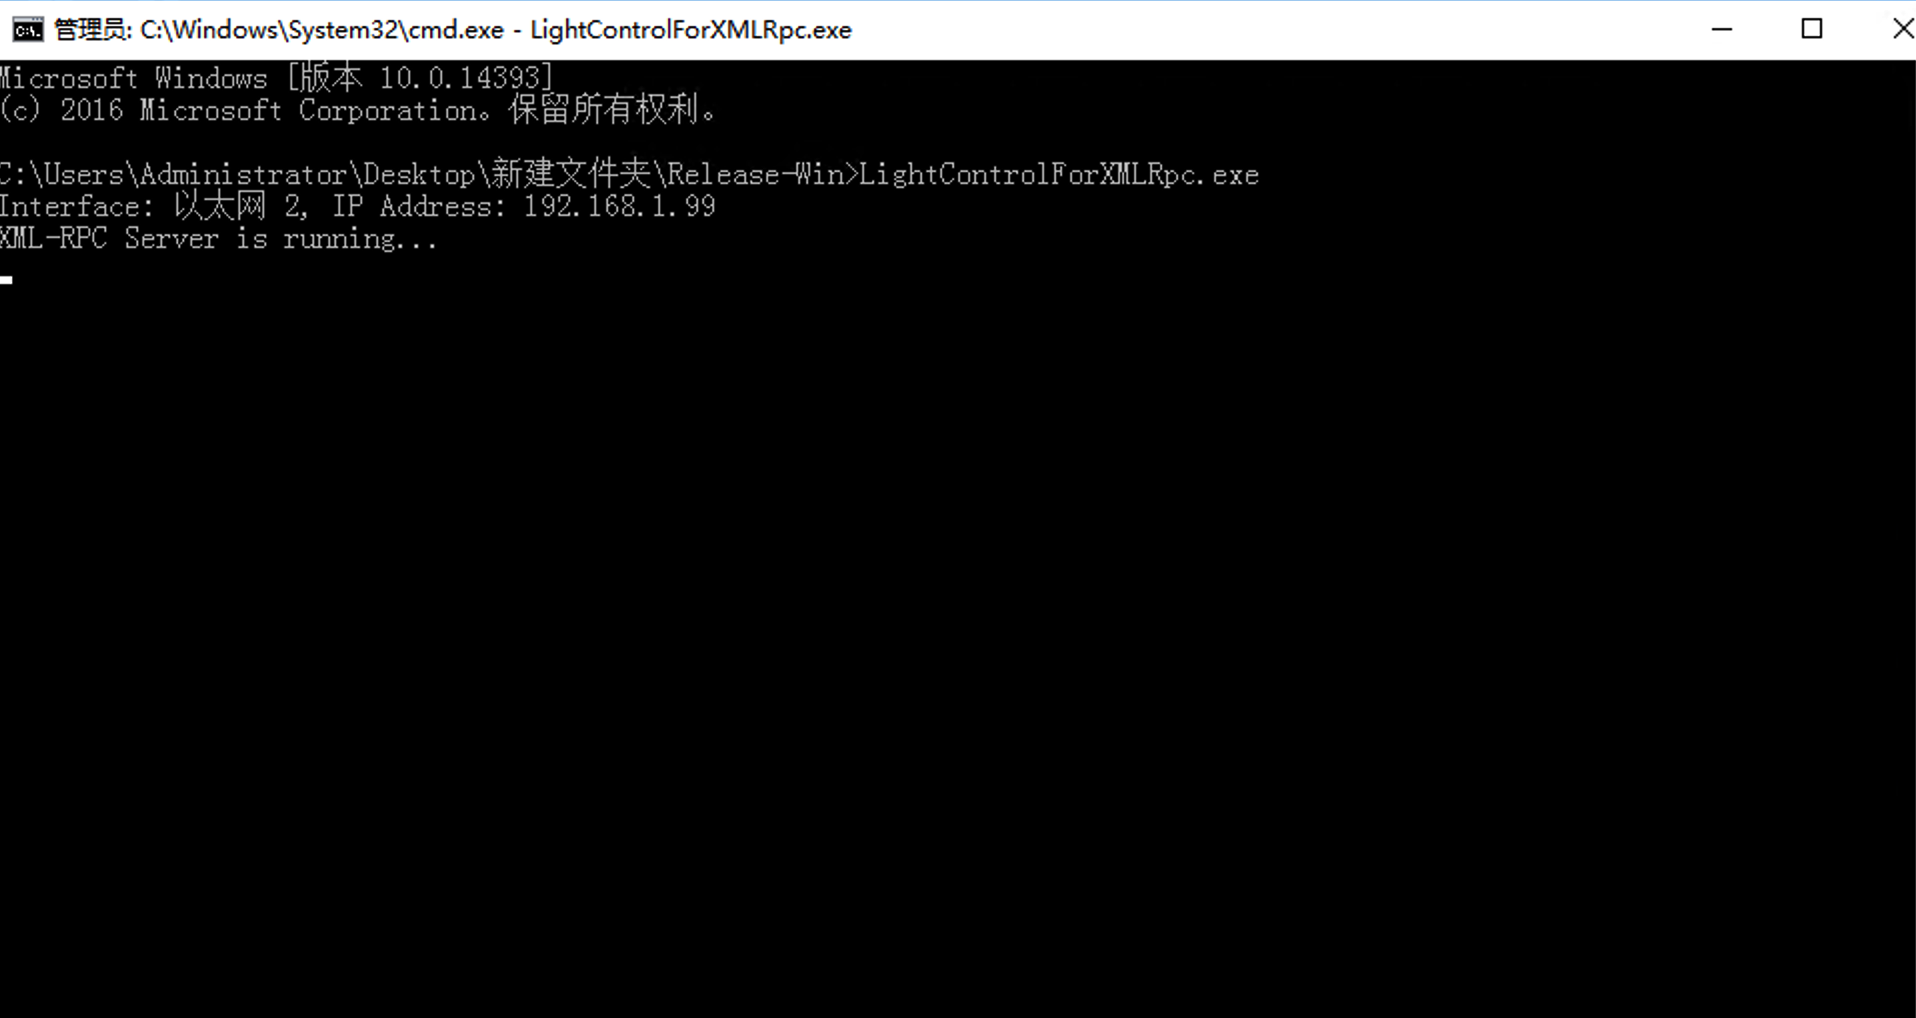 管理员: C:\Windows\System32\cmd.exe - LightControlForXMLRpc.exe
Microsoft Windows [版本 10.0.14393]
(c) 2016 Microsoft Corporation。保留所有权利。
C:\Users\Administrator\Desktop\新建文件夹\Release-Win>LightControlForXMLRpc.exe
Interface: 以太网 2, IP Address: 192.168.1.99
XML-RPC Server is running...